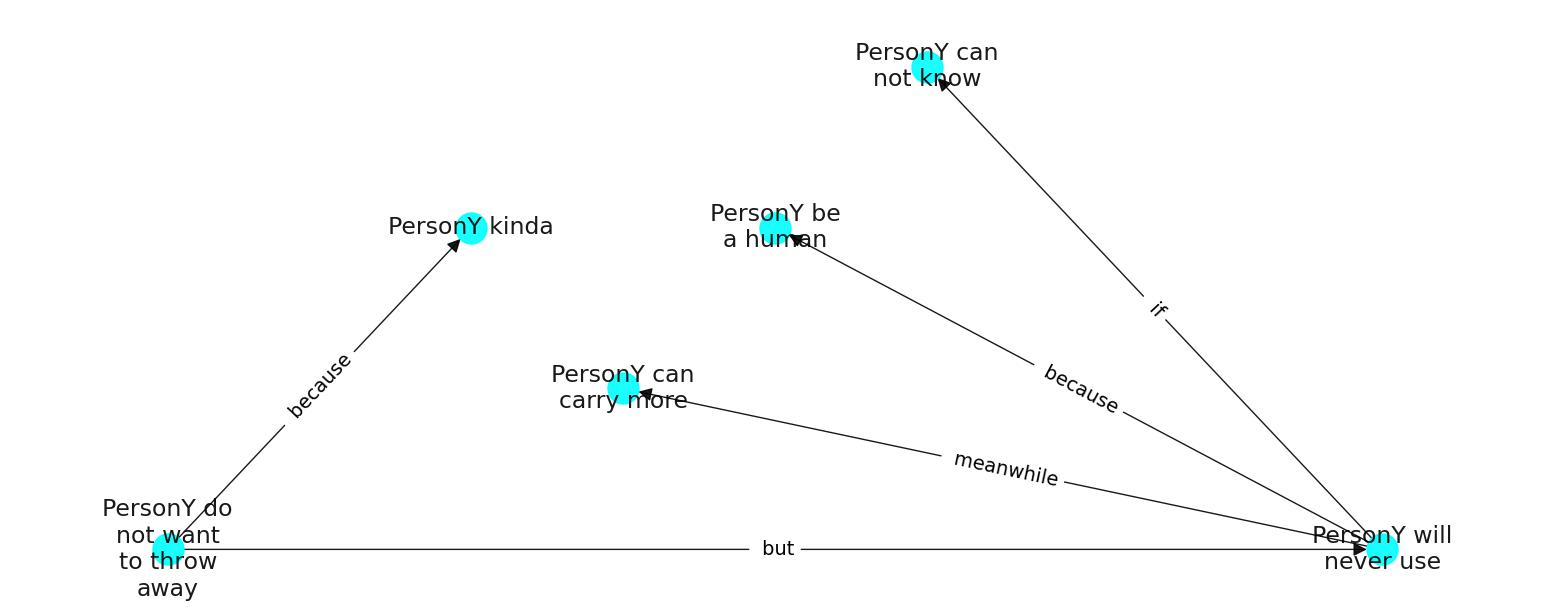 PersonY can
not know
PersonY be
a human
PersonY kinda
if
PersonY can
carry more
because
because
meanwhile
PersonY do
not want
to throw
away
but
PersonY will
never use